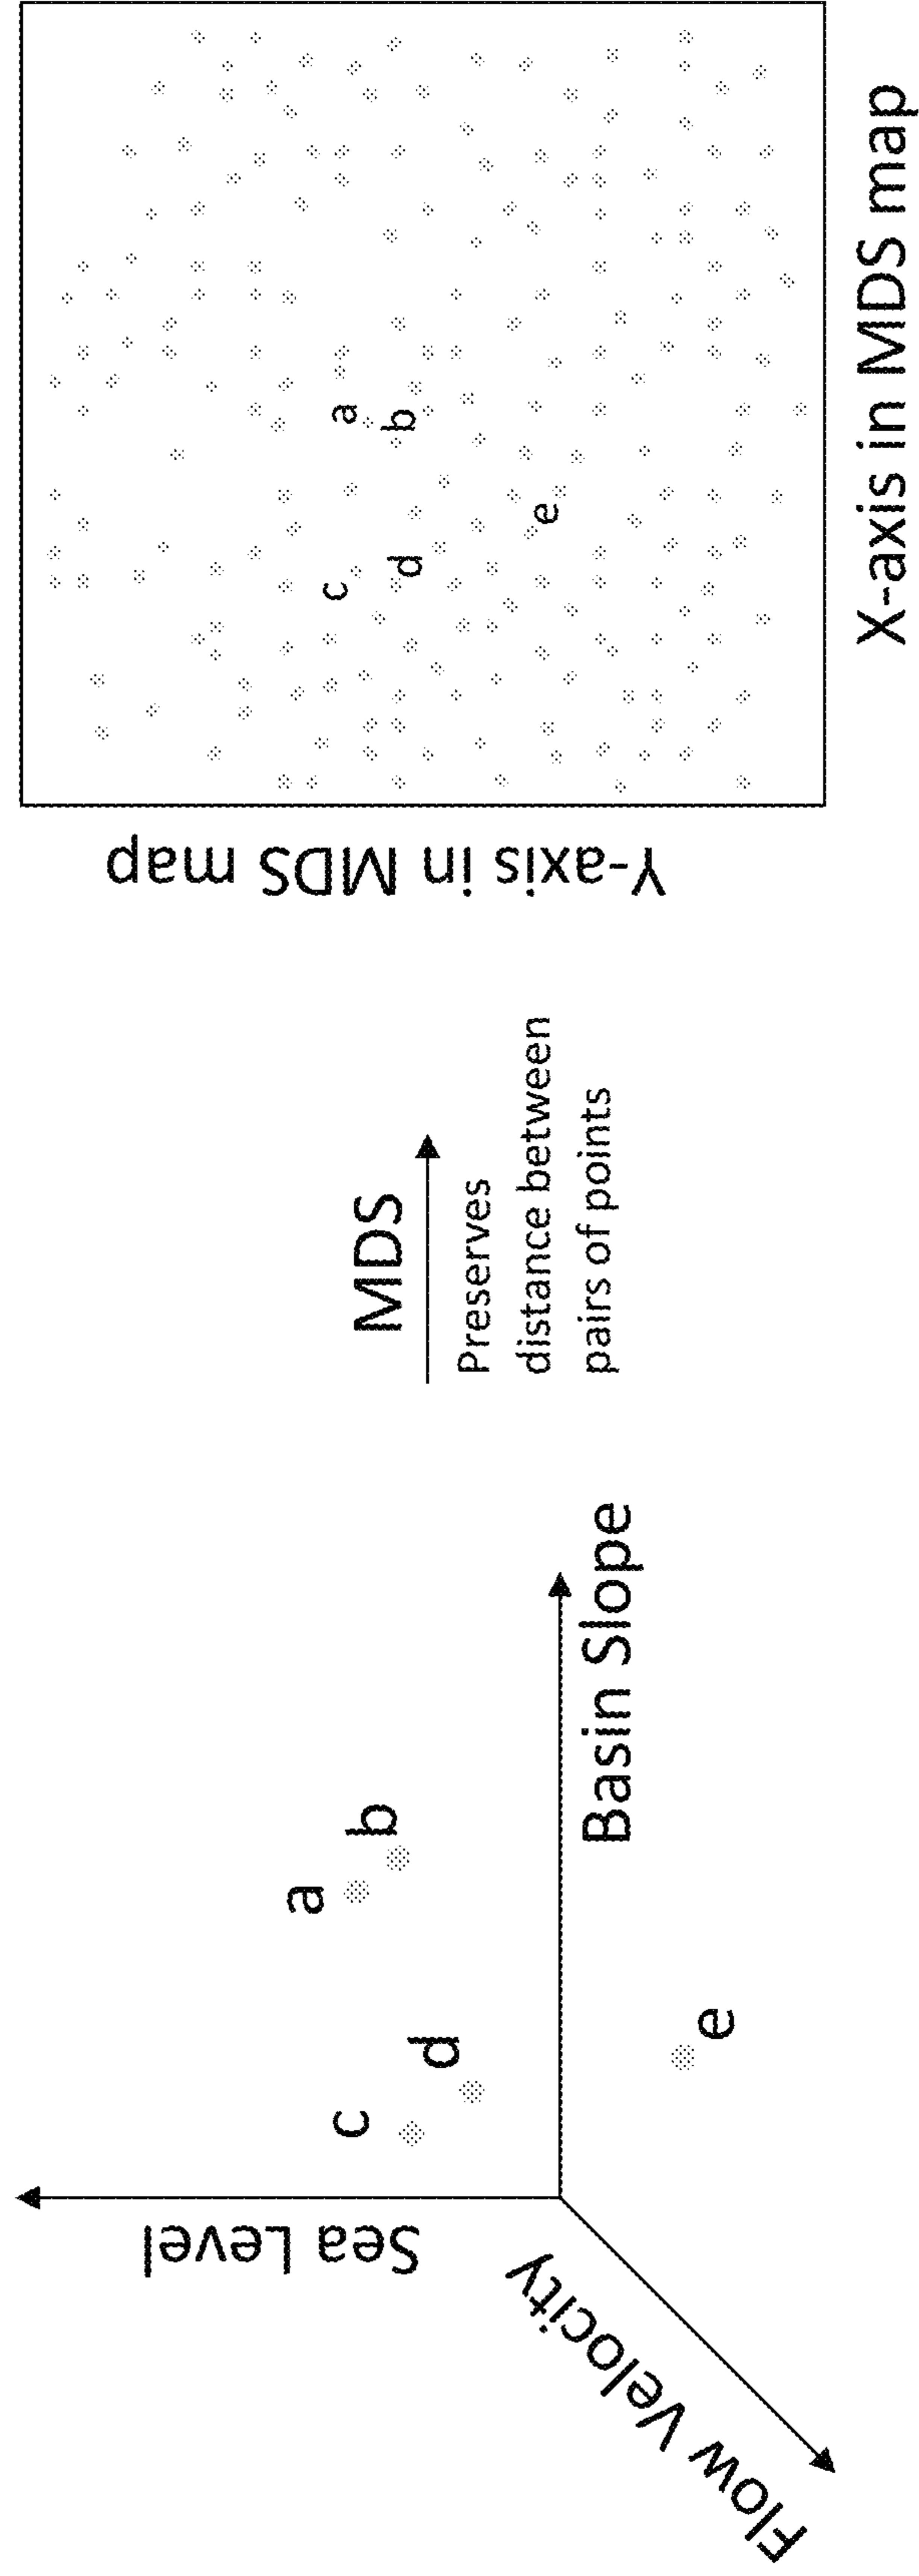 Sea Level
Flow Velocity
Basin Slope
a
b
c
d
e
MDS
Preserves
distance between
pairs of points
Y-axis in MDS map
X-axis in MDS map
a
b
c
d
e